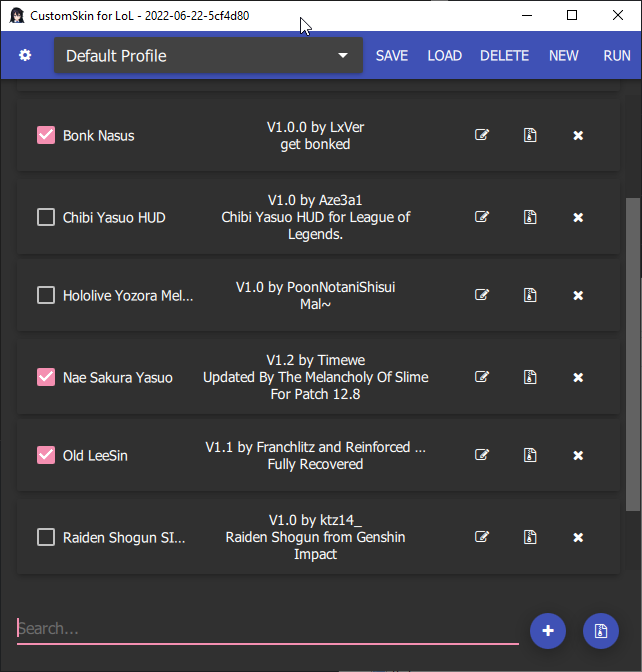 CustomSkin for LoL - 2022-06-22-5cf4d80
Default Profile
SAVE
LOAD
DELETE
NEW
RUN
Bonk Nasus
V1.0.0 by LxVer
get bonked
Chibi Yasuo HUD
V1.0 by Aze3a1
Chibi Yasuo HUD for League of
Legends.
Hololive Yozora Mel...
V1.0 by PoonNotaniShisui
Mal~
Nae Sakura Yasuo
V1.2 by Timewe
Updated By The Melancholy Of Slime
For Patch 12.8
Old LeeSin
V1.1 by Franchlitz and Reinforced ...
Fully Recovered
Raiden Shogun SI...
V1.0 by ktz14_
Raiden Shogun from Genshin
Impact
Search...